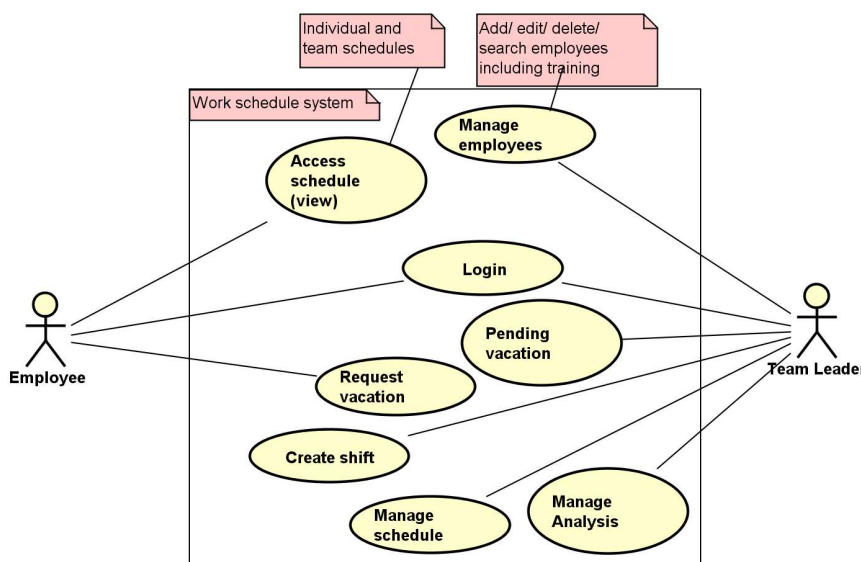 Individual and
team schedules
Add/ edit/ delete/
search employees
including training
Work schedule system
Manage
employees
Access
schedule
(view)
Login
Pending
vacation
Employee
Team Leader
Request
vacation
Create shift
Manage
schedule
Manage
Analysis